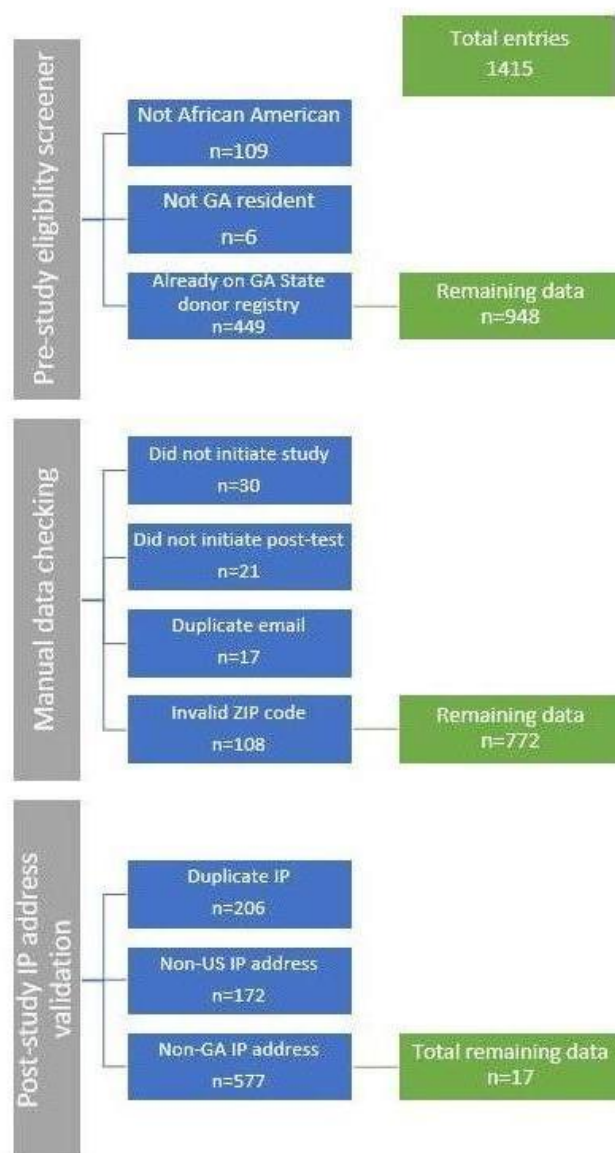 Total entries
1415
Pre-study eligiblity screener
Not African American
n=109
Not GA resident
n=6
Already on GA State
donor registry
n=449
Remaining data
n=948
Manual data checking
Did not initiate study
n=30
Did not initiate post-test
n=21
Duplicate email
n=17
Invalid ZIP code
n=108
Remaining data
n=772
Post-study IP address
validation
Duplicate IP
n=206
Non-US IP address
n=172
Non-GA IP address
n=577
Total remaining data
n=17